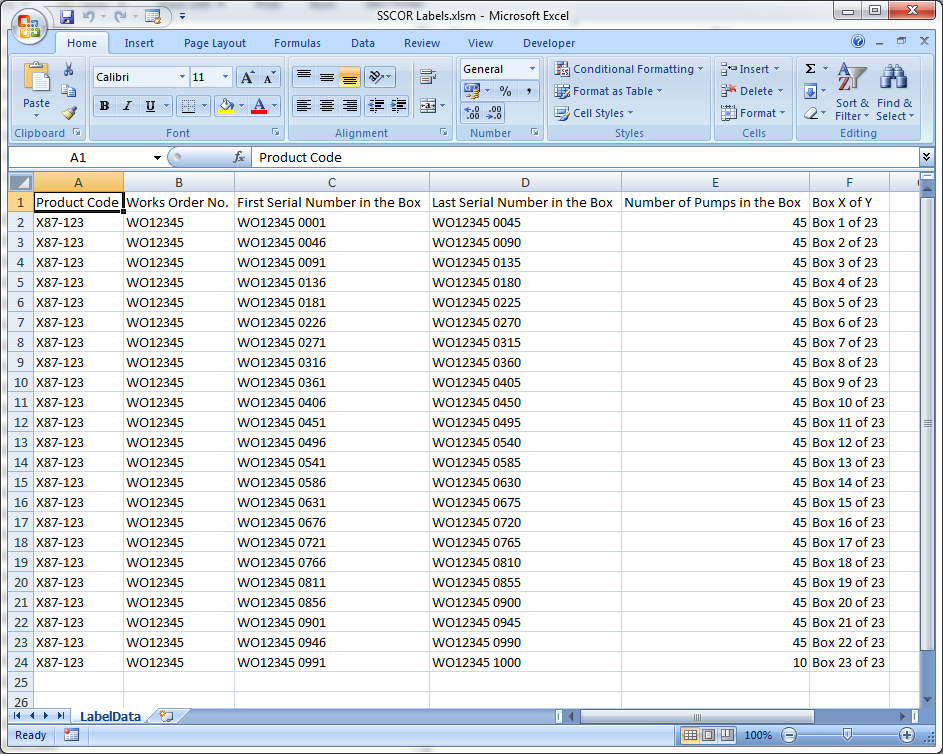 SSCOR Labels.xlsm - Microsoft Excel
Home Insert Page Layout Formulas Data Review View Developer
Calibri 11 General Conditional Formatting Insert Σ
Paste Format as Table Delete Sort & Find &
B I U A % , Cell Styles Format Filter Select
Clipboard Font Alignment Number Styles Cells Editing
A1 fx Product Code
A B C D E F
1 Product Code Works Order No. First Serial Number in the Box Last Serial Number in the Box Number of Pumps in the Box Box X of Y
2 X87-123 WO12345 WO12345 0001 WO12345 0045 45 Box 1 of 23
3 X87-123 WO12345 WO12345 0046 WO12345 0090 45 Box 2 of 23
4 X87-123 WO12345 WO12345 0091 WO12345 0135 45 Box 3 of 23
5 X87-123 WO12345 WO12345 0136 WO12345 0180 45 Box 4 of 23
6 X87-123 WO12345 WO12345 0181 WO12345 0225 45 Box 5 of 23
7 X87-123 WO12345 WO12345 0226 WO12345 0270 45 Box 6 of 23
8 X87-123 WO12345 WO12345 0271 WO12345 0315 45 Box 7 of 23
9 X87-123 WO12345 WO12345 0316 WO12345 0360 45 Box 8 of 23
10 X87-123 WO12345 WO12345 0361 WO12345 0405 45 Box 9 of 23
11 X87-123 WO12345 WO12345 0406 WO12345 0450 45 Box 10 of 23
12 X87-123 WO12345 WO12345 0451 WO12345 0495 45 Box 11 of 23
13 X87-123 WO12345 WO12345 0496 WO12345 0540 45 Box 12 of 23
14 X87-123 WO12345 WO12345 0541 WO12345 0585 45 Box 13 of 23
15 X87-123 WO12345 WO12345 0586 WO12345 0630 45 Box 14 of 23
16 X87-123 WO12345 WO12345 0631 WO12345 0675 45 Box 15 of 23
17 X87-123 WO12345 WO12345 0676 WO12345 0720 45 Box 16 of 23
18 X87-123 WO12345 WO12345 0721 WO12345 0765 45 Box 17 of 23
19 X87-123 WO12345 WO12345 0766 WO12345 0810 45 Box 18 of 23
20 X87-123 WO12345 WO12345 0811 WO12345 0855 45 Box 19 of 23
21 X87-123 WO12345 WO12345 0856 WO12345 0900 45 Box 20 of 23
22 X87-123 WO12345 WO12345 0901 WO12345 0945 45 Box 21 of 23
23 X87-123 WO12345 WO12345 0946 WO12345 0990 45 Box 22 of 23
24 X87-123 WO12345 WO12345 0991 WO12345 1000 10 Box 23 of 23
25
26
LabelData
Ready 100%